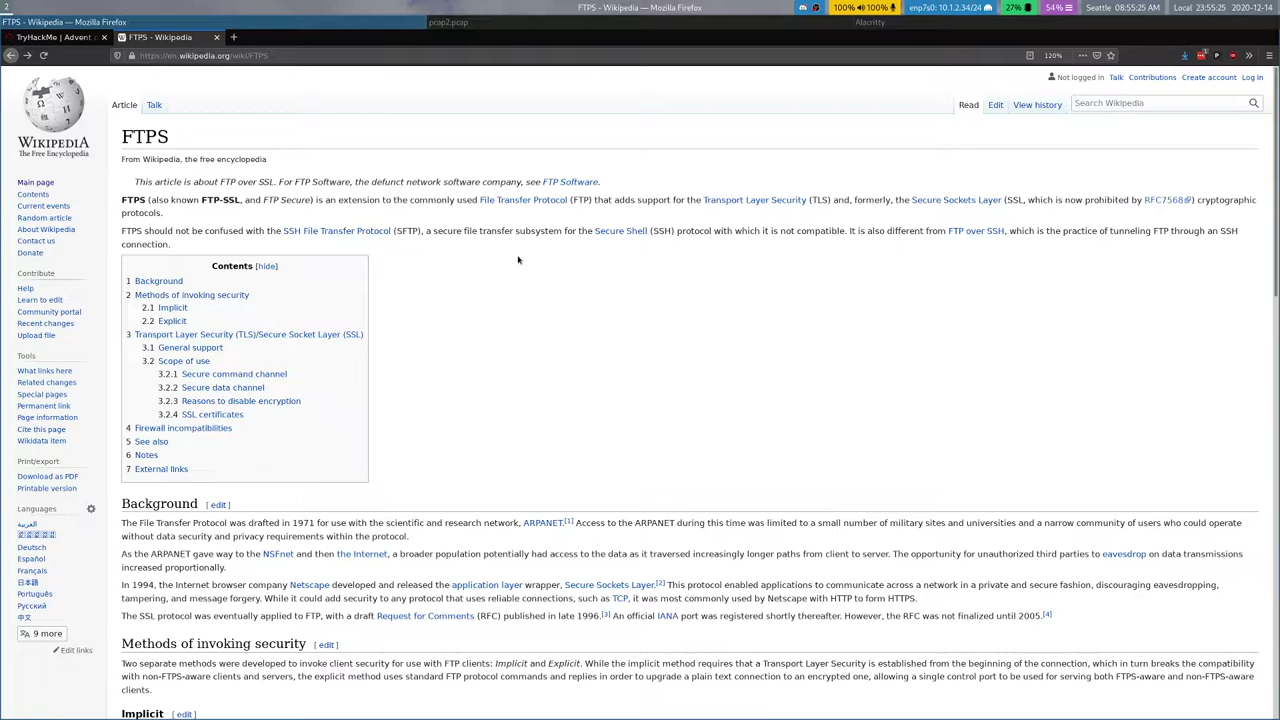 2
FTPS - Wikipedia — Mozilla Firefox
100% 100%
enp7s0: 10.1.2.34/24
27%
54%
Seattle 08:55:25 AM
Local 23:55:25
2020-12-14
FTPS - Wikipedia — Mozilla Firefox
pcap2.pcap
Alacritty
TryHackMe | Advent
FTPS - Wikipedia
https://en.wikipedia.org/wiki/FTPS
120%
Not logged in Talk Contributions Create account Log in
Article Talk
Read Edit View history
Search Wikipedia
WIKIPEDIA
The Free Encyclopedia
Main page
Contents
Current events
Random article
About Wikipedia
Contact us
Donate
Contribute
Help
Learn to edit
Community portal
Recent changes
Upload file
Tools
What links here
Related changes
Special pages
Permanent link
Page information
Cite this page
Wikidata item
Print/export
Download as PDF
Printable version
Languages
العربية
Deutsch
Español
Français
日本語
Português
Русский
中文
9 more
Edit links
FTPS
From Wikipedia, the free encyclopedia
This article is about FTP over SSL. For FTP Software, the defunct network software company, see FTP Software.
FTPS (also known FTP-SSL, and FTP Secure) is an extension to the commonly used File Transfer Protocol (FTP) that adds support for the Transport Layer Security (TLS) and, formerly, the Secure Sockets Layer (SSL, which is now prohibited by RFC7568) cryptographic
protocols.
FTPS should not be confused with the SSH File Transfer Protocol (SFTP), a secure file transfer subsystem for the Secure Shell (SSH) protocol with which it is not compatible. It is also different from FTP over SSH, which is the practice of tunneling FTP through an SSH
connection.
Contents [hide]
1 Background
2 Methods of invoking security
2.1 Implicit
2.2 Explicit
3 Transport Layer Security (TLS)/Secure Socket Layer (SSL)
3.1 General support
3.2 Scope of use
3.2.1 Secure command channel
3.2.2 Secure data channel
3.2.3 Reasons to disable encryption
3.2.4 SSL certificates
4 Firewall incompatibilities
5 See also
6 Notes
7 External links
Background [ edit ]
The File Transfer Protocol was drafted in 1971 for use with the scientific and research network, ARPANET.[1] Access to the ARPANET during this time was limited to a small number of military sites and universities and a narrow community of users who could operate
without data security and privacy requirements within the protocol.
As the ARPANET gave way to the NSFnet and then the Internet, a broader population potentially had access to the data as it traversed increasingly longer paths from client to server. The opportunity for unauthorized third parties to eavesdrop on data transmissions
increased proportionally.
In 1994, the Internet browser company Netscape developed and released the application layer wrapper, Secure Sockets Layer.[2] This protocol enabled applications to communicate across a network in a private and secure fashion, discouraging eavesdropping,
tampering, and message forgery. While it could add security to any protocol that uses reliable connections, such as TCP, it was most commonly used by Netscape with HTTP to form HTTPS.
The SSL protocol was eventually applied to FTP, with a draft Request for Comments (RFC) published in late 1996.[3] An official IANA port was registered shortly thereafter. However, the RFC was not finalized until 2005.[4]
Methods of invoking security [ edit ]
Two separate methods were developed to invoke client security for use with FTP clients: Implicit and Explicit. While the implicit method requires that a Transport Layer Security is established from the beginning of the connection, which in turn breaks the compatibility
with non-FTPS-aware clients and servers, the explicit method uses standard FTP protocol commands and replies in order to upgrade a plain text connection to an encrypted one, allowing a single control port to be used for serving both FTPS-aware and non-FTPS-aware
clients.
Implicit [ edit ]